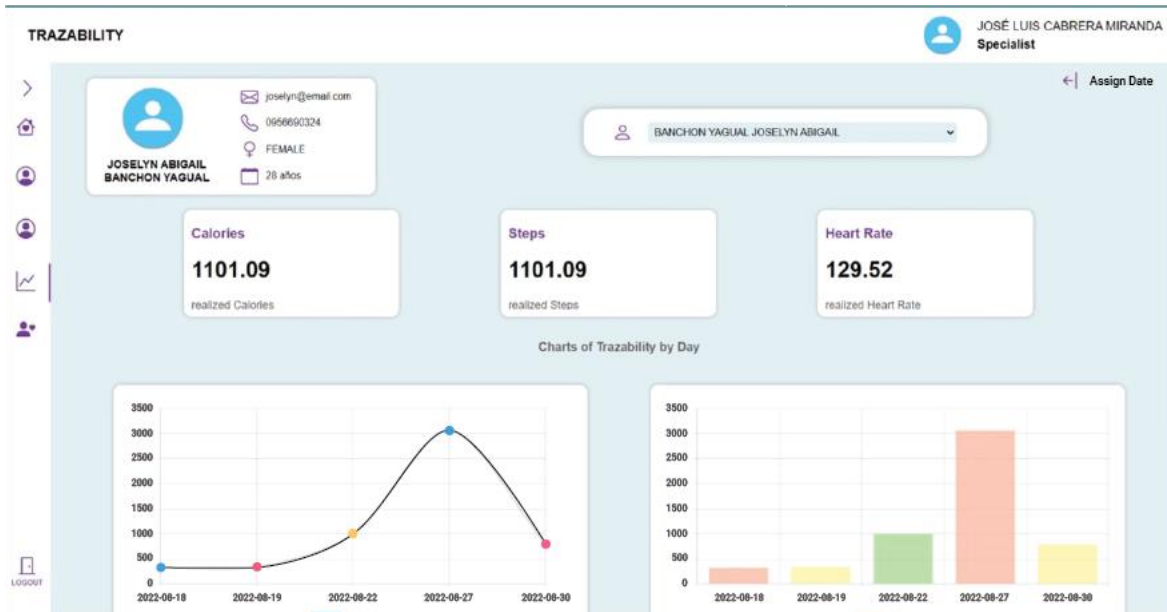 TRAZABILITY
JOSÉ LUIS CABRERA MIRANDA
Specialist
Assign Date
joselyn@email.com
0956690324
FEMALE
28 años
JOSELYN ABIGAIL
BANCHON YAGUAL
BANCHON YAGUAL JOSELYN ABIGAIL
Calories
1101.09
realized Calories
Steps
1101.09
realized Steps
Heart Rate
129.52
realized Heart Rate
Charts of Trazability by Day
3500
3000
2500
2000
1500
1000
500
0
2022-08-18 2022-08-19 2022-08-22 2022-08-27 2022-08-30
3500
3000
2500
2000
1500
1000
500
0
2022-08-18 2022-08-19 2022-08-22 2022-08-27 2022-08-30
LOGOUT